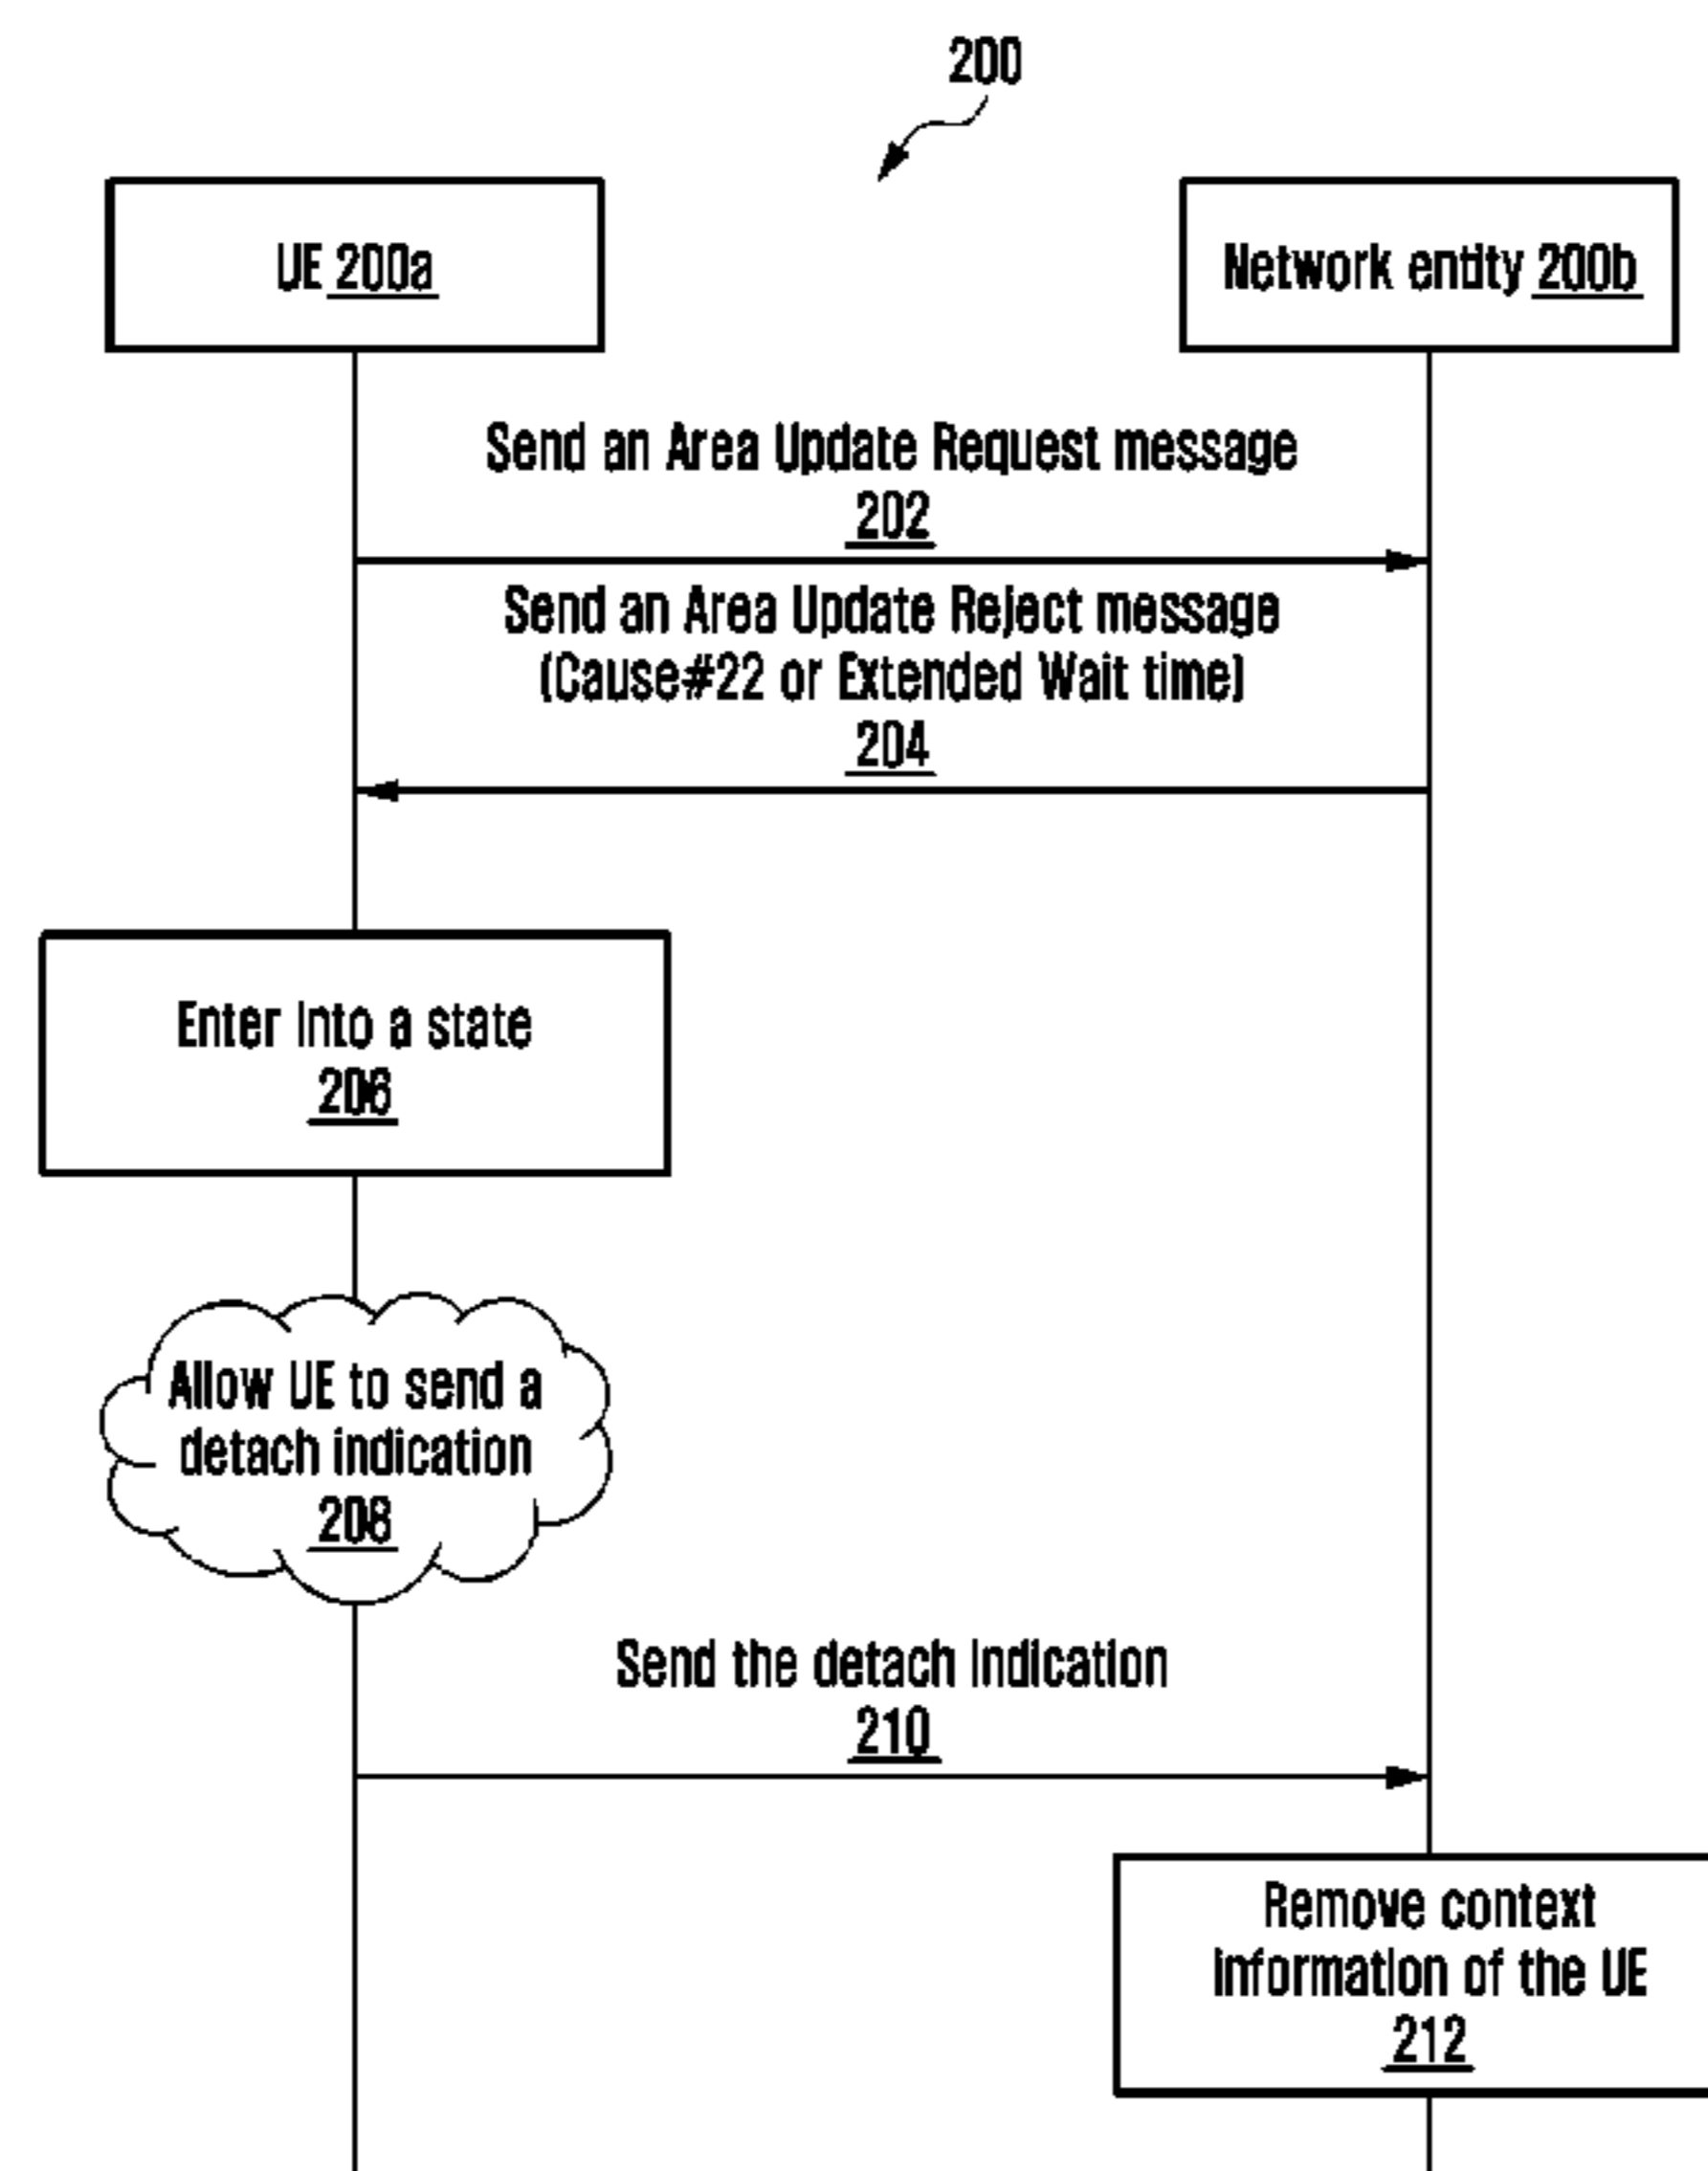 200
UE 200a
Network entity 200b
Send an Area Update Request message
202
Send an Area Update Reject message
(Cause#22 or Extended Wait time)
204
Enter into a state
206
Allow UE to send a
detach indication
208
Send the detach indication
210
Remove context
information of the UE
212